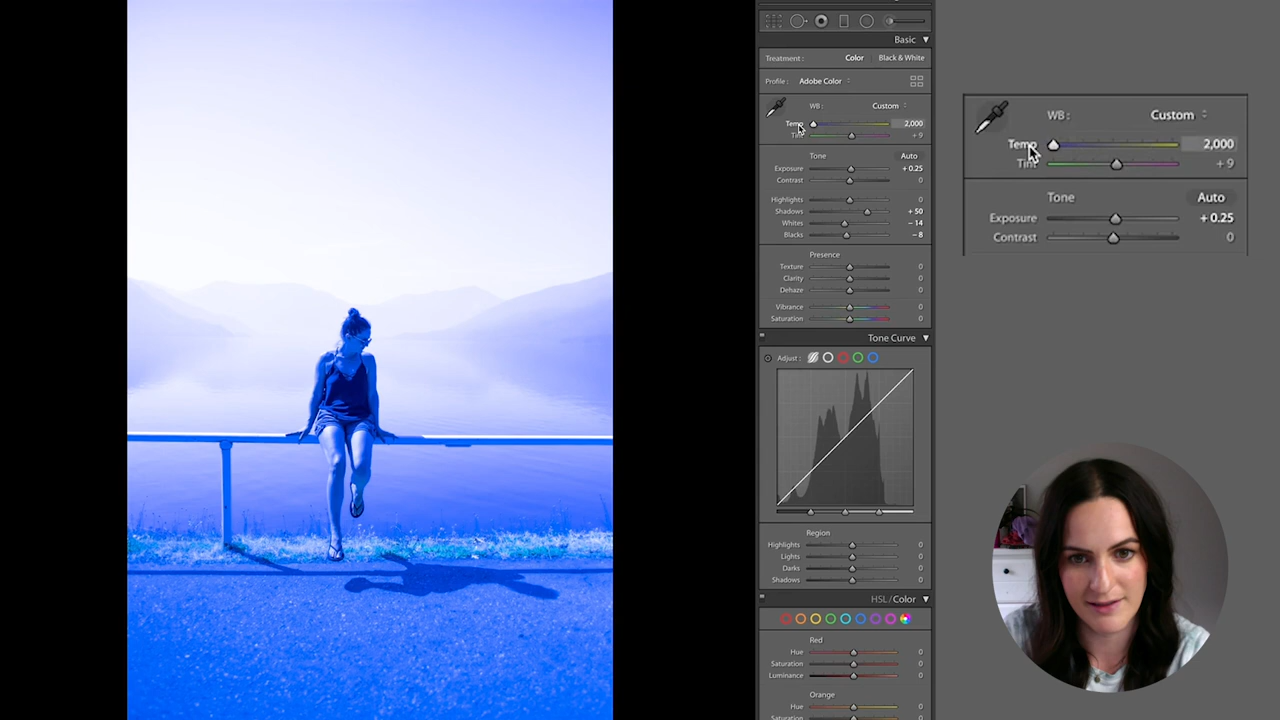 Basic
Treatment : Color Black & White
Profile : Adobe Color
WB : Custom
Temp 2,000
Tint + 9
Tone Auto
Exposure + 0.25
Contrast 0
Highlights 0
Shadows + 50
Whites – 14
Blacks – 8
Presence
Texture 0
Clarity 0
Dehaze 0
Vibrance 0
Saturation 0
Tone Curve
Adjust :
Region
Highlights 0
Lights 0
Darks 0
Shadows 0
HSL / Color
Red
Hue 0
Saturation 0
Luminance 0
Orange
Hue 0
Saturation 0
WB : Custom
Temp 2,000
Tint + 9
Tone Auto
Exposure + 0.25
Contrast 0